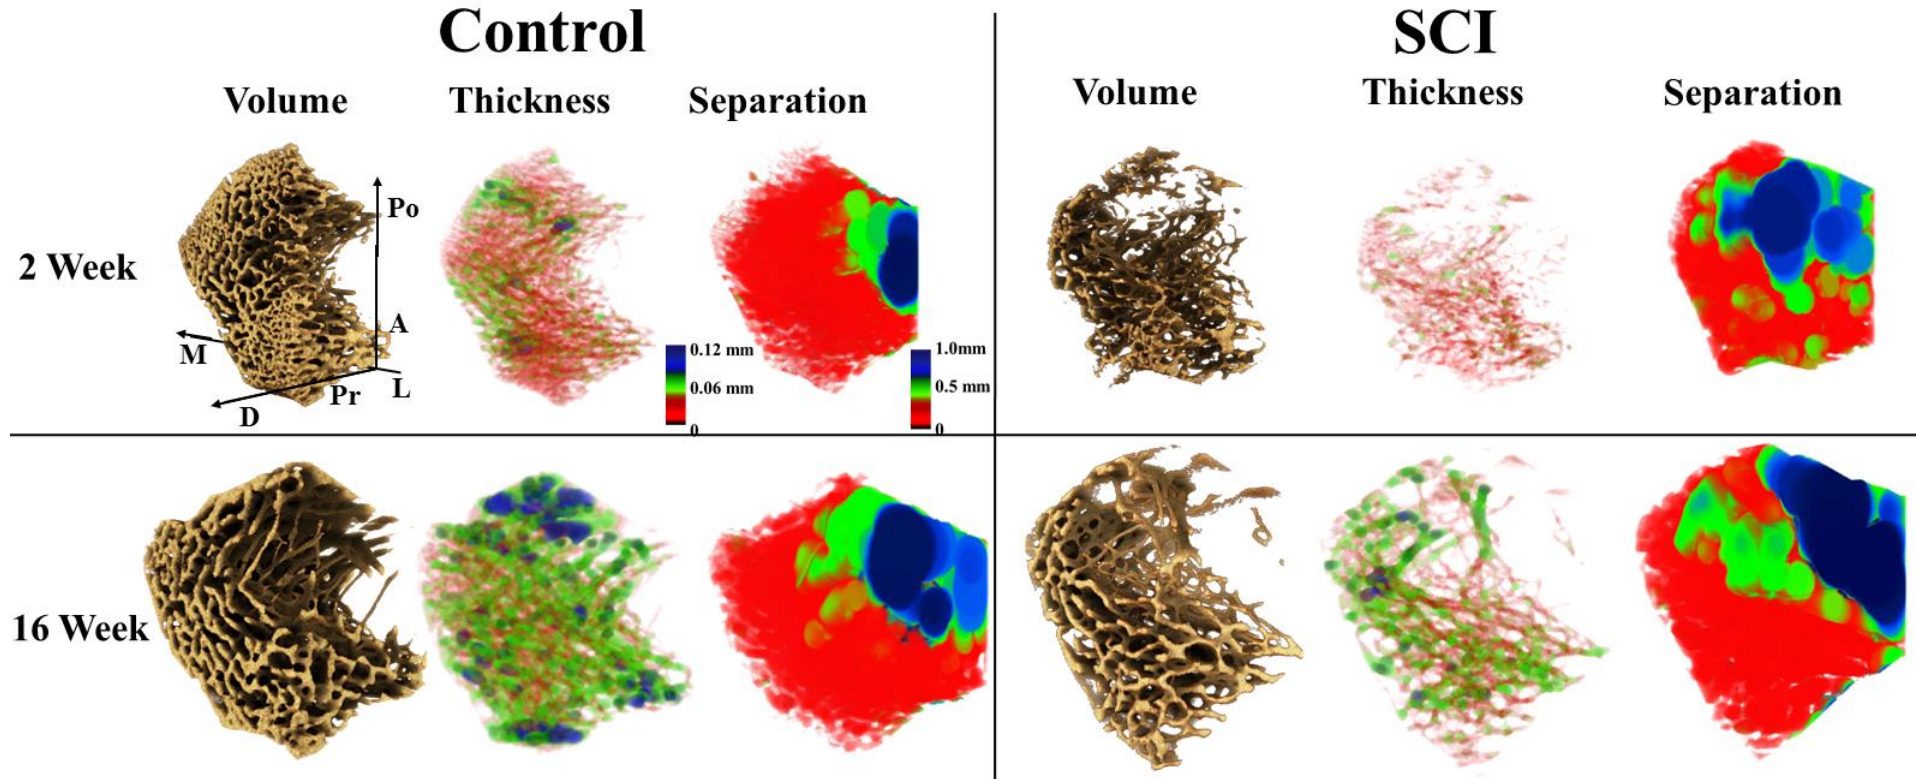 Control
SCI
Volume
Thickness
Separation
Volume
Thickness
Separation
2 Week
Po
A
M
L
Pr
D
0.12 mm
0.06 mm
0
1.0mm
0.5 mm
0
16 Week